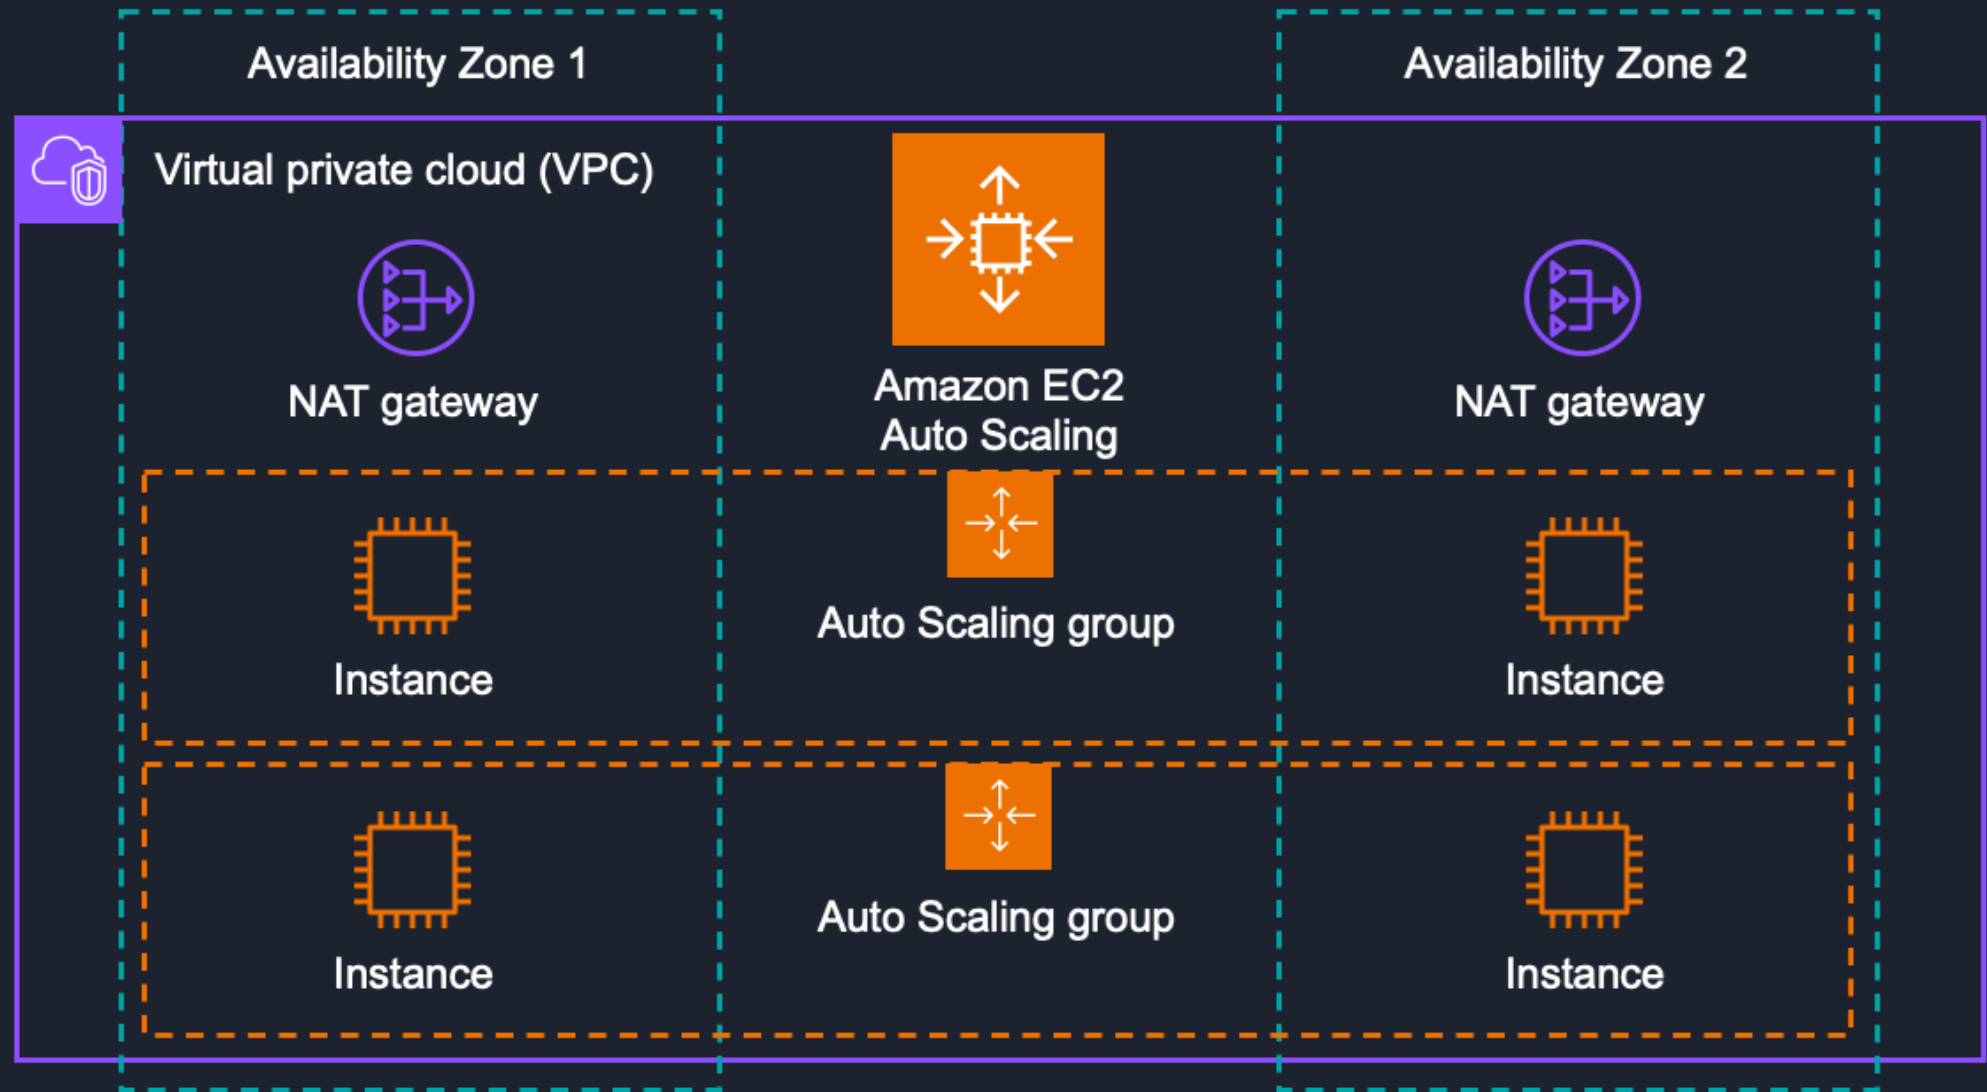 Availability Zone 1
Availability Zone 2
Virtual private cloud (VPC)
NAT gateway
Amazon EC2
Auto Scaling
NAT gateway
Instance
Auto Scaling group
Instance
Instance
Auto Scaling group
Instance